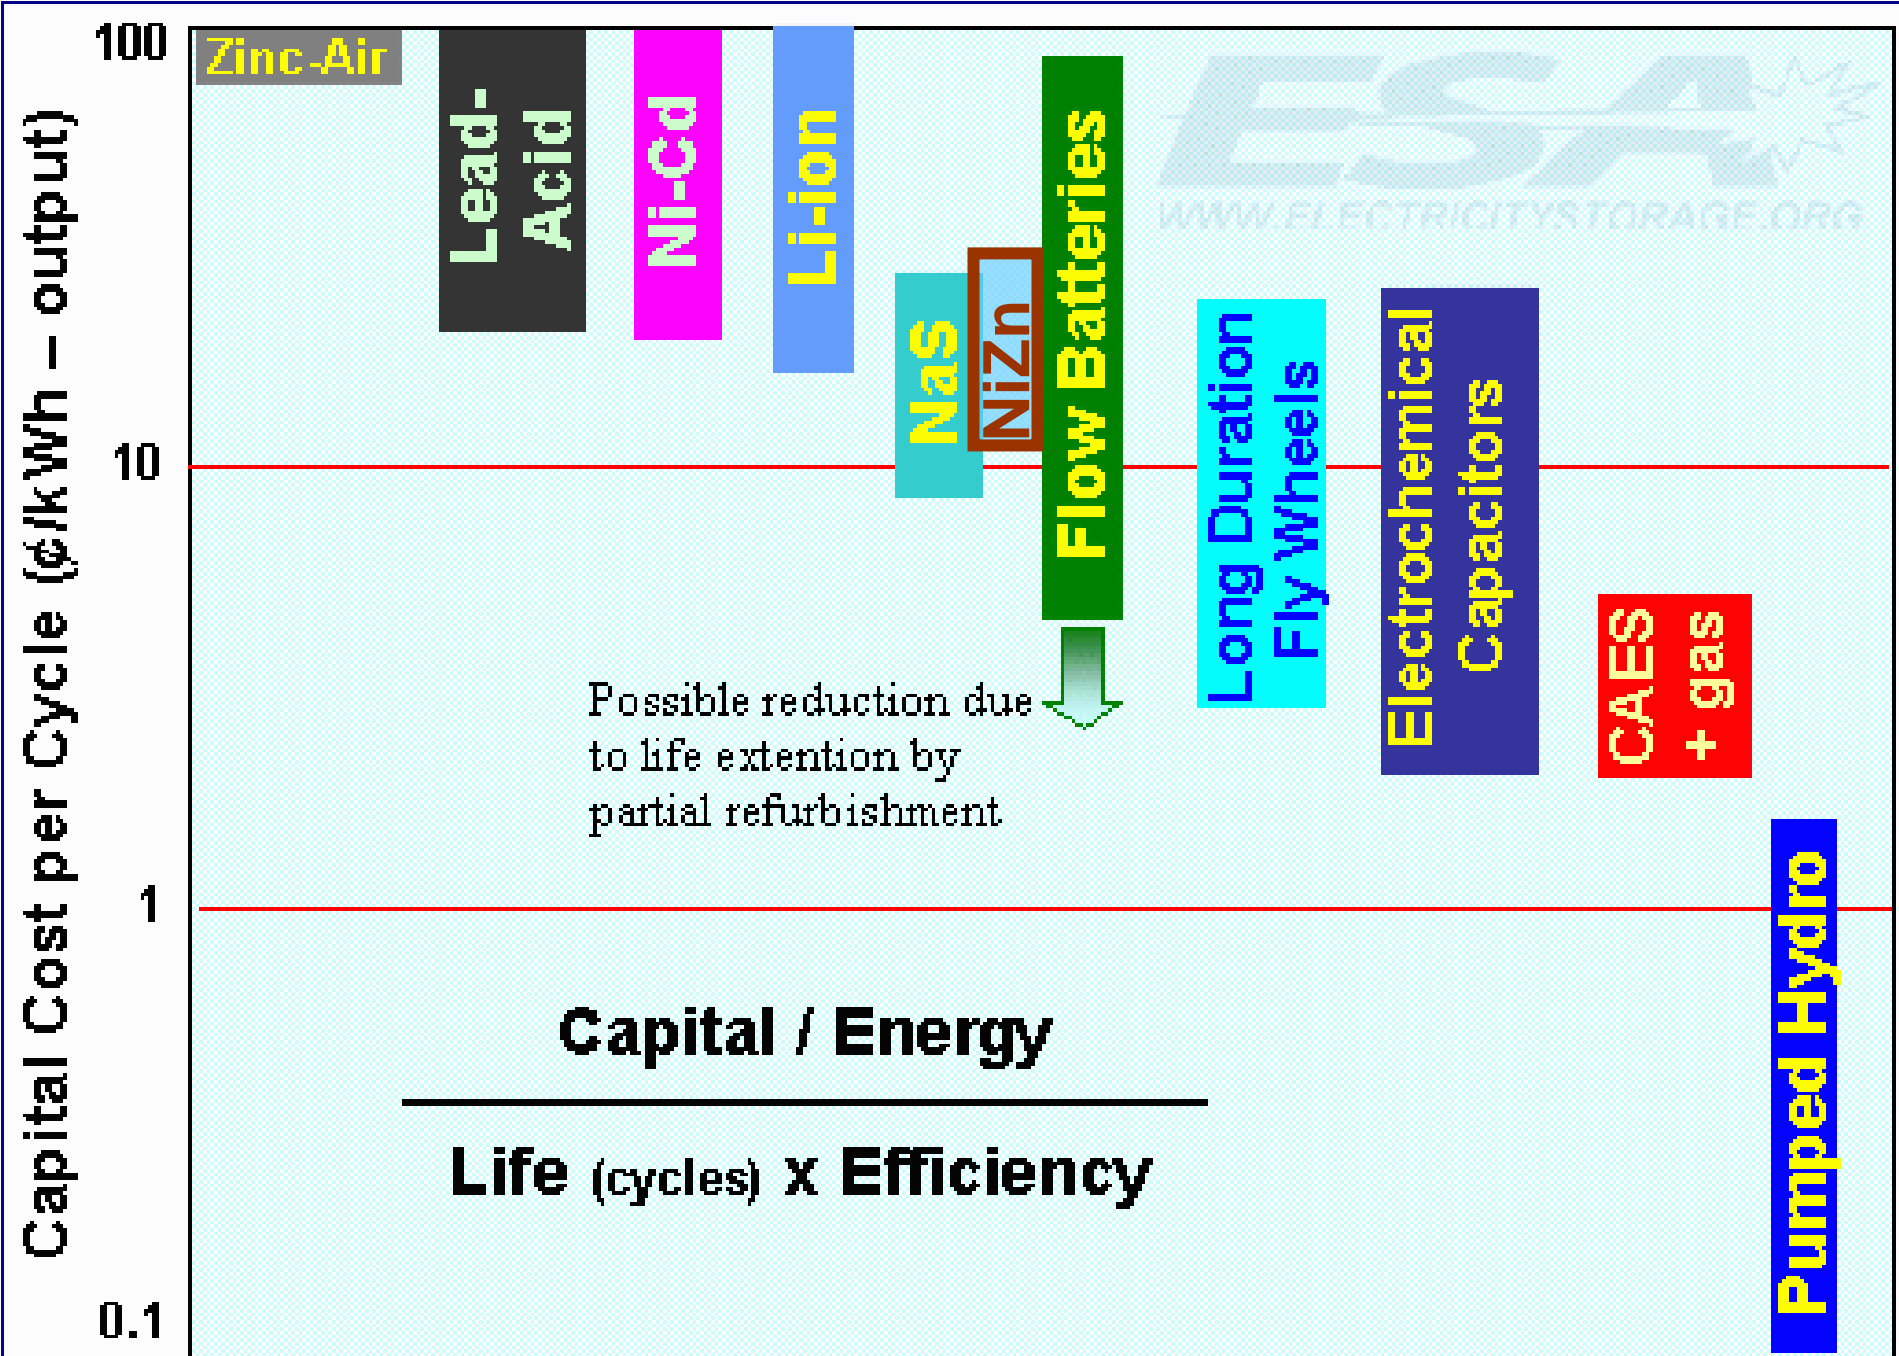 Capital Cost per Cycle (¢/kWh – output)
100
10
1
0.1
Zinc-Air
Lead-
Acid
Ni-Cd
Li-ion
NaS
NiZn
Flow Batteries
Long Duration
Fly Wheels
Electrochemical
Capacitors
CAES
+ gas
Pumped Hydro
ESA
WWW.ELECTRICITYSTORAGE.ORG
Possible reduction due
to life extention by
partial refurbishment
Capital / Energy
Life (cycles) x Efficiency